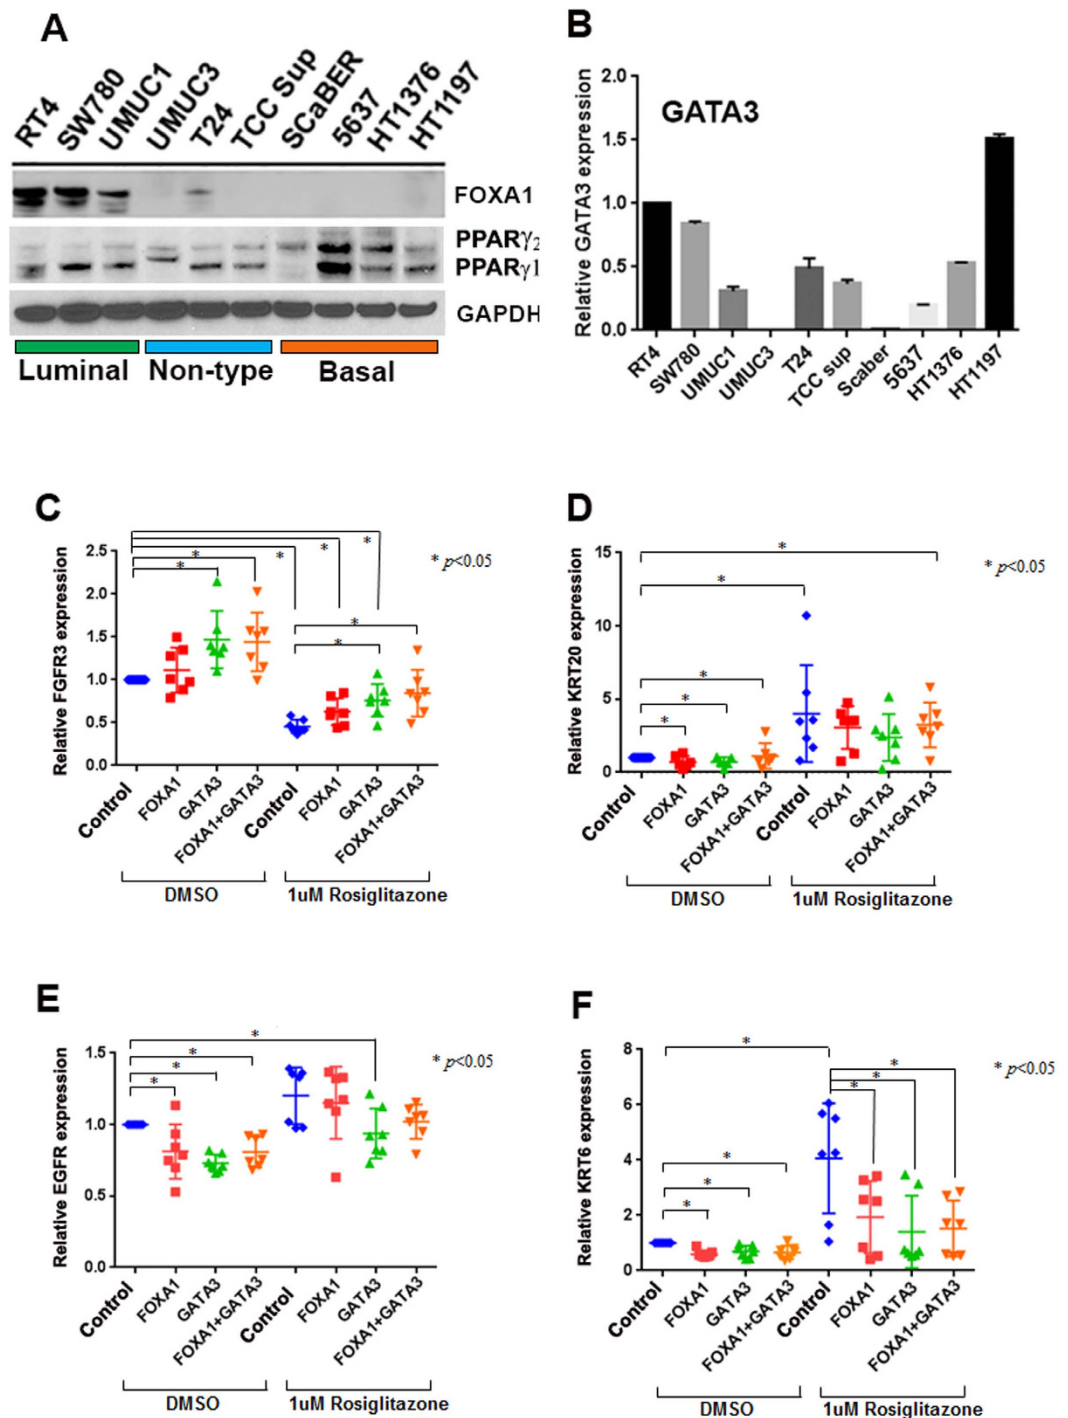 A
RT4
SW780
UMUC1
UMUC3
T24
TCC Sup
SCaBER
5637
HT1376
HT1197
FOXA1
PPARγ2
PPARγ1
GAPDH
Luminal
Non-type
Basal
B
GATA3
Relative GATA3 expression
2.0
1.5
1.0
0.5
0.0
RT4
SW780
UMUC1
UMUC3
T24
TCC sup
Scaber
5637
HT1376
HT1197
C
Relative FGFR3 expression
2.5
2.0
1.5
1.0
0.5
0.0
*
*
*
*
*
*
*
* p<0.05
Control
FOXA1
GATA3
FOXA1+GATA3
Control
FOXA1
GATA3
FOXA1+GATA3
DMSO
1uM Rosiglitazone
D
Relative KRT20 expression
15
10
5
0
*
*
*
*
*
* p<0.05
Control
FOXA1
GATA3
FOXA1+GATA3
Control
FOXA1
GATA3
FOXA1+GATA3
DMSO
1uM Rosiglitazone
E
Relative EGFR expression
1.5
1.0
0.5
0.0
*
*
*
*
* p<0.05
Control
FOXA1
GATA3
FOXA1+GATA3
Control
FOXA1
GATA3
FOXA1+GATA3
DMSO
1uM Rosiglitazone
F
Relative KRT6 expression
8
6
4
2
0
*
*
*
*
*
*
*
* p<0.05
Control
FOXA1
GATA3
FOXA1+GATA3
Control
FOXA1
GATA3
FOXA1+GATA3
DMSO
1uM Rosiglitazone